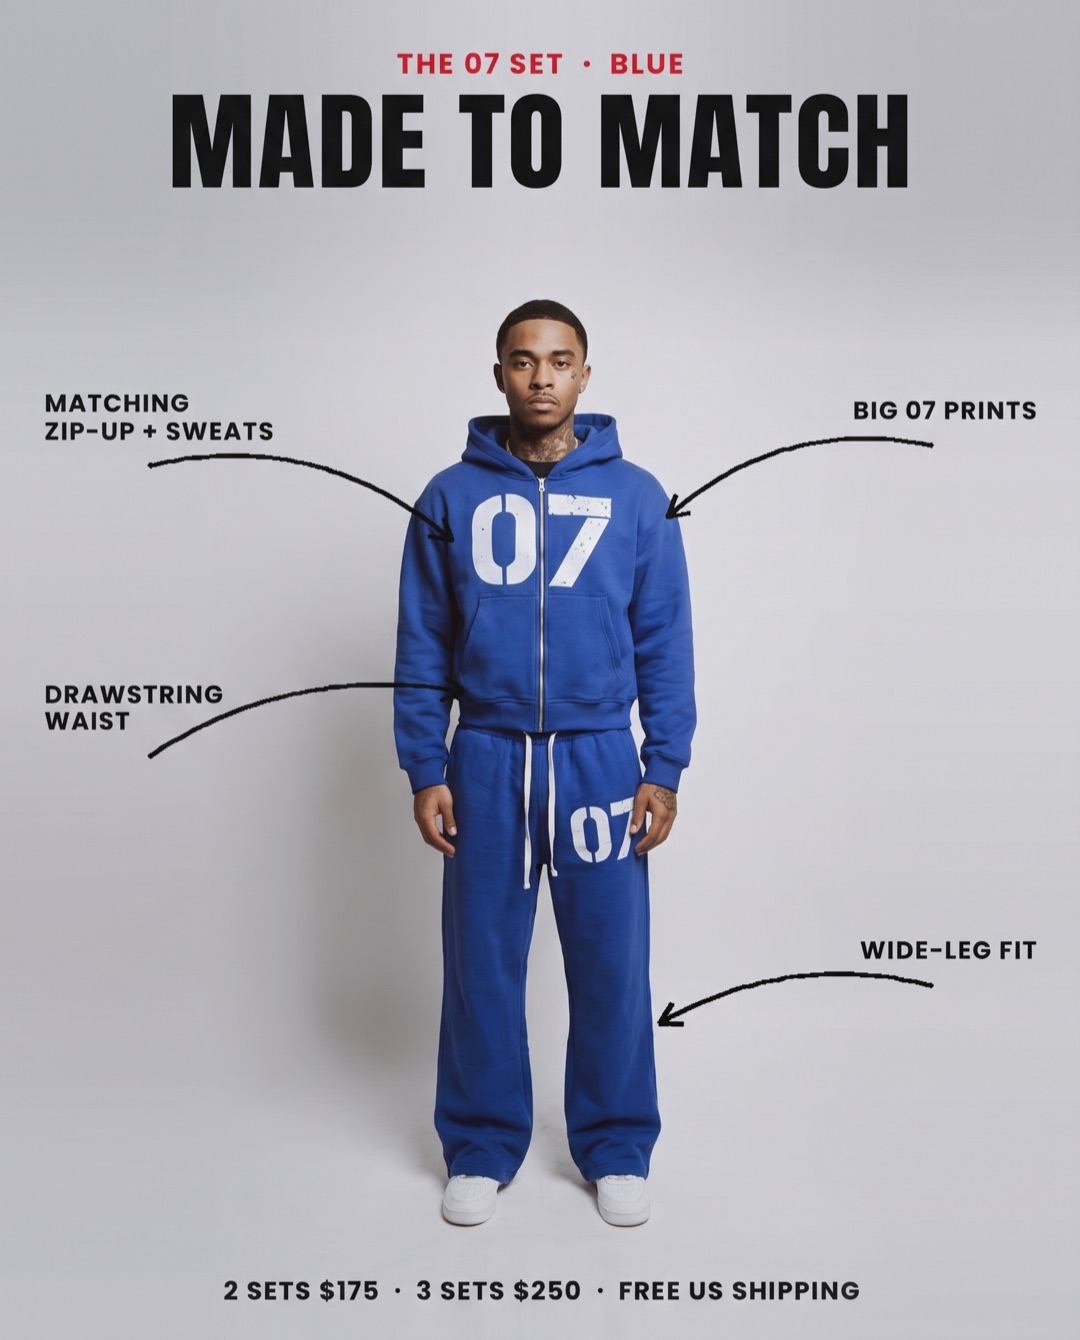 THE 07 SET · BLUE
MADE TO MATCH
MATCHING
ZIP-UP + SWEATS
BIG 07 PRINTS
07
DRAWSTRING
WAIST
07
WIDE-LEG FIT
2 SETS $175 · 3 SETS $250 · FREE US SHIPPING